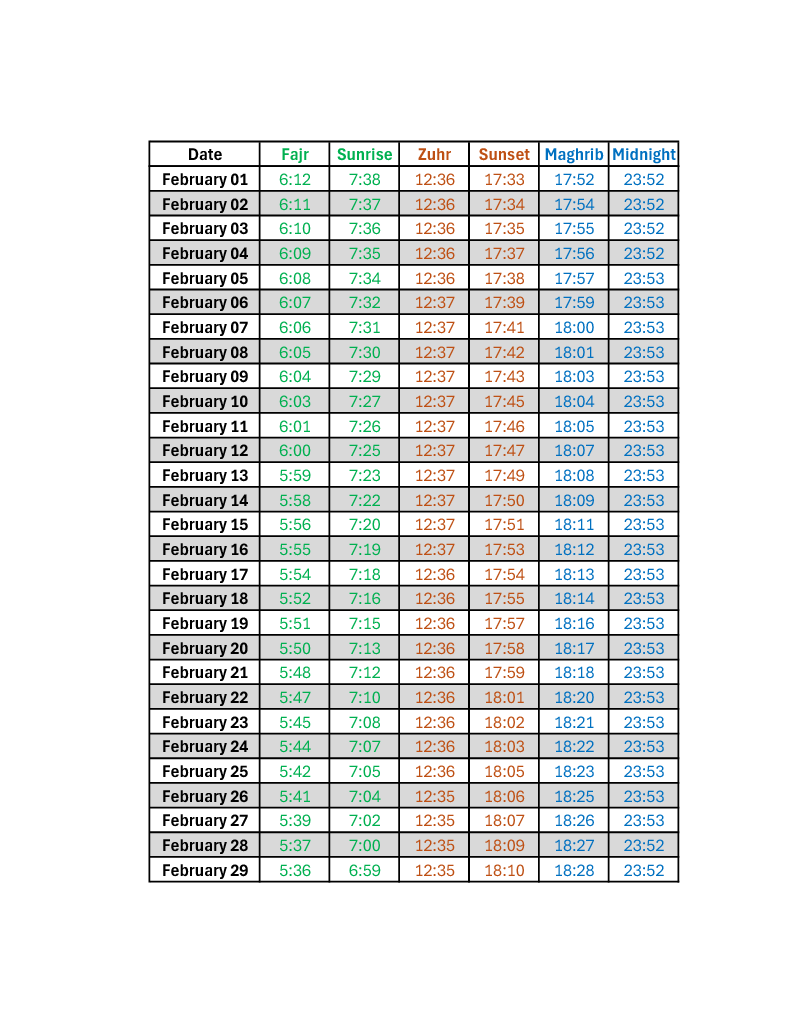 Date Fajr Sunrise Zuhr Sunset Maghrib Midnight
February 01 6:12 7:38 12:36 17:33 17:52 23:52
February 02 6:11 7:37 12:36 17:34 17:54 23:52
February 03 6:10 7:36 12:36 17:35 17:55 23:52
February 04 6:09 7:35 12:36 17:37 17:56 23:52
February 05 6:08 7:34 12:36 17:38 17:57 23:53
February 06 6:07 7:32 12:37 17:39 17:59 23:53
February 07 6:06 7:31 12:37 17:41 18:00 23:53
February 08 6:05 7:30 12:37 17:42 18:01 23:53
February 09 6:04 7:29 12:37 17:43 18:03 23:53
February 10 6:03 7:27 12:37 17:45 18:04 23:53
February 11 6:01 7:26 12:37 17:46 18:05 23:53
February 12 6:00 7:25 12:37 17:47 18:07 23:53
February 13 5:59 7:23 12:37 17:49 18:08 23:53
February 14 5:58 7:22 12:37 17:50 18:09 23:53
February 15 5:56 7:20 12:37 17:51 18:11 23:53
February 16 5:55 7:19 12:37 17:53 18:12 23:53
February 17 5:54 7:18 12:36 17:54 18:13 23:53
February 18 5:52 7:16 12:36 17:55 18:14 23:53
February 19 5:51 7:15 12:36 17:57 18:16 23:53
February 20 5:50 7:13 12:36 17:58 18:17 23:53
February 21 5:48 7:12 12:36 17:59 18:18 23:53
February 22 5:47 7:10 12:36 18:01 18:20 23:53
February 23 5:45 7:08 12:36 18:02 18:21 23:53
February 24 5:44 7:07 12:36 18:03 18:22 23:53
February 25 5:42 7:05 12:36 18:05 18:23 23:53
February 26 5:41 7:04 12:35 18:06 18:25 23:53
February 27 5:39 7:02 12:35 18:07 18:26 23:53
February 28 5:37 7:00 12:35 18:09 18:27 23:52
February 29 5:36 6:59 12:35 18:10 18:28 23:52